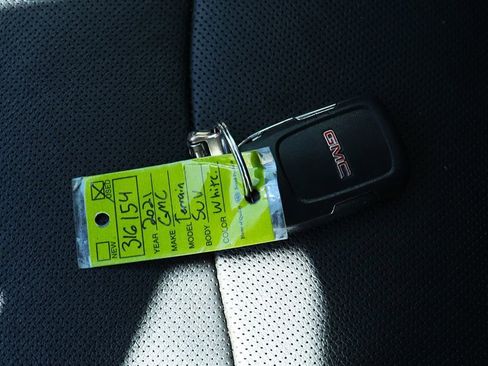 NEW
USED
316154
YEAR 2021
MAKE GMC
MODEL Terrain
BODY SUV
COLOR White
GMC